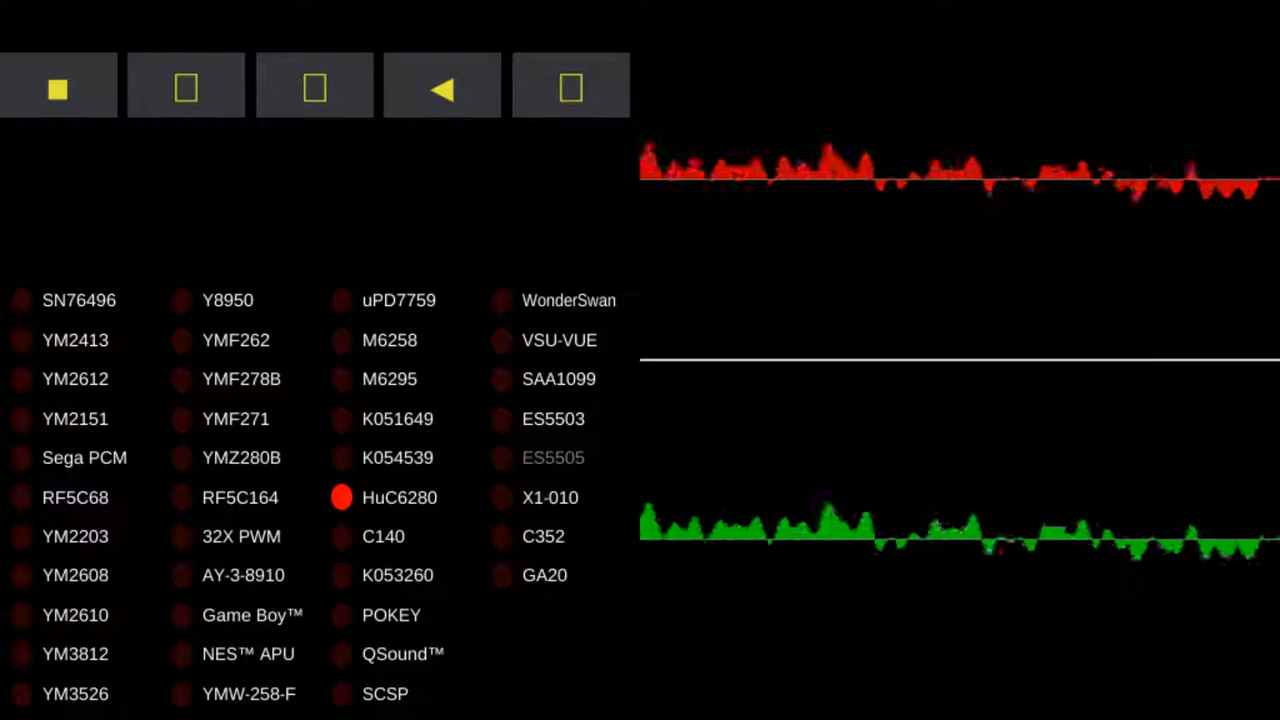 SN76496 Y8950 uPD7759 WonderSwan
YM2413 YMF262 M6258 VSU-VUE
YM2612 YMF278B M6295 SAA1099
YM2151 YMF271 K051649 ES5503
Sega PCM YMZ280B K054539 ES5505
RF5C68 RF5C164 HuC6280 X1-010
YM2203 32X PWM C140 C352
YM2608 AY-3-8910 K053260 GA20
YM2610 Game Boy™ POKEY
YM3812 NES™ APU QSound™
YM3526 YMW-258-F SCSP